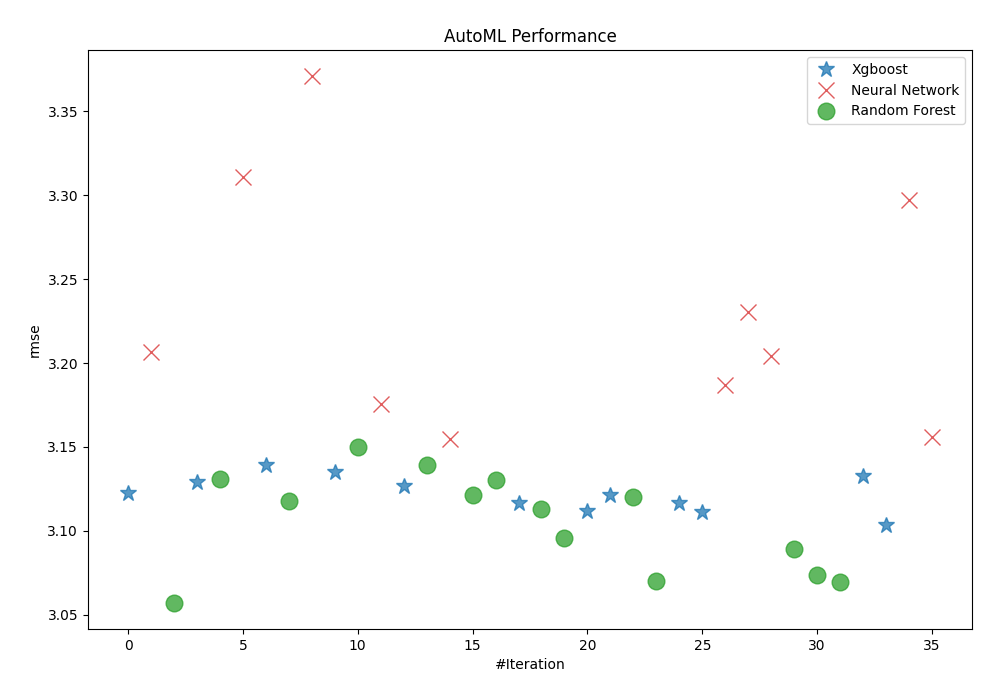 AutoML Performance
Xgboost
Neural Network
Random Forest
rmse
3.35
3.30
3.25
3.20
3.15
3.10
3.05
0 5 10 15 20 25 30 35
#Iteration